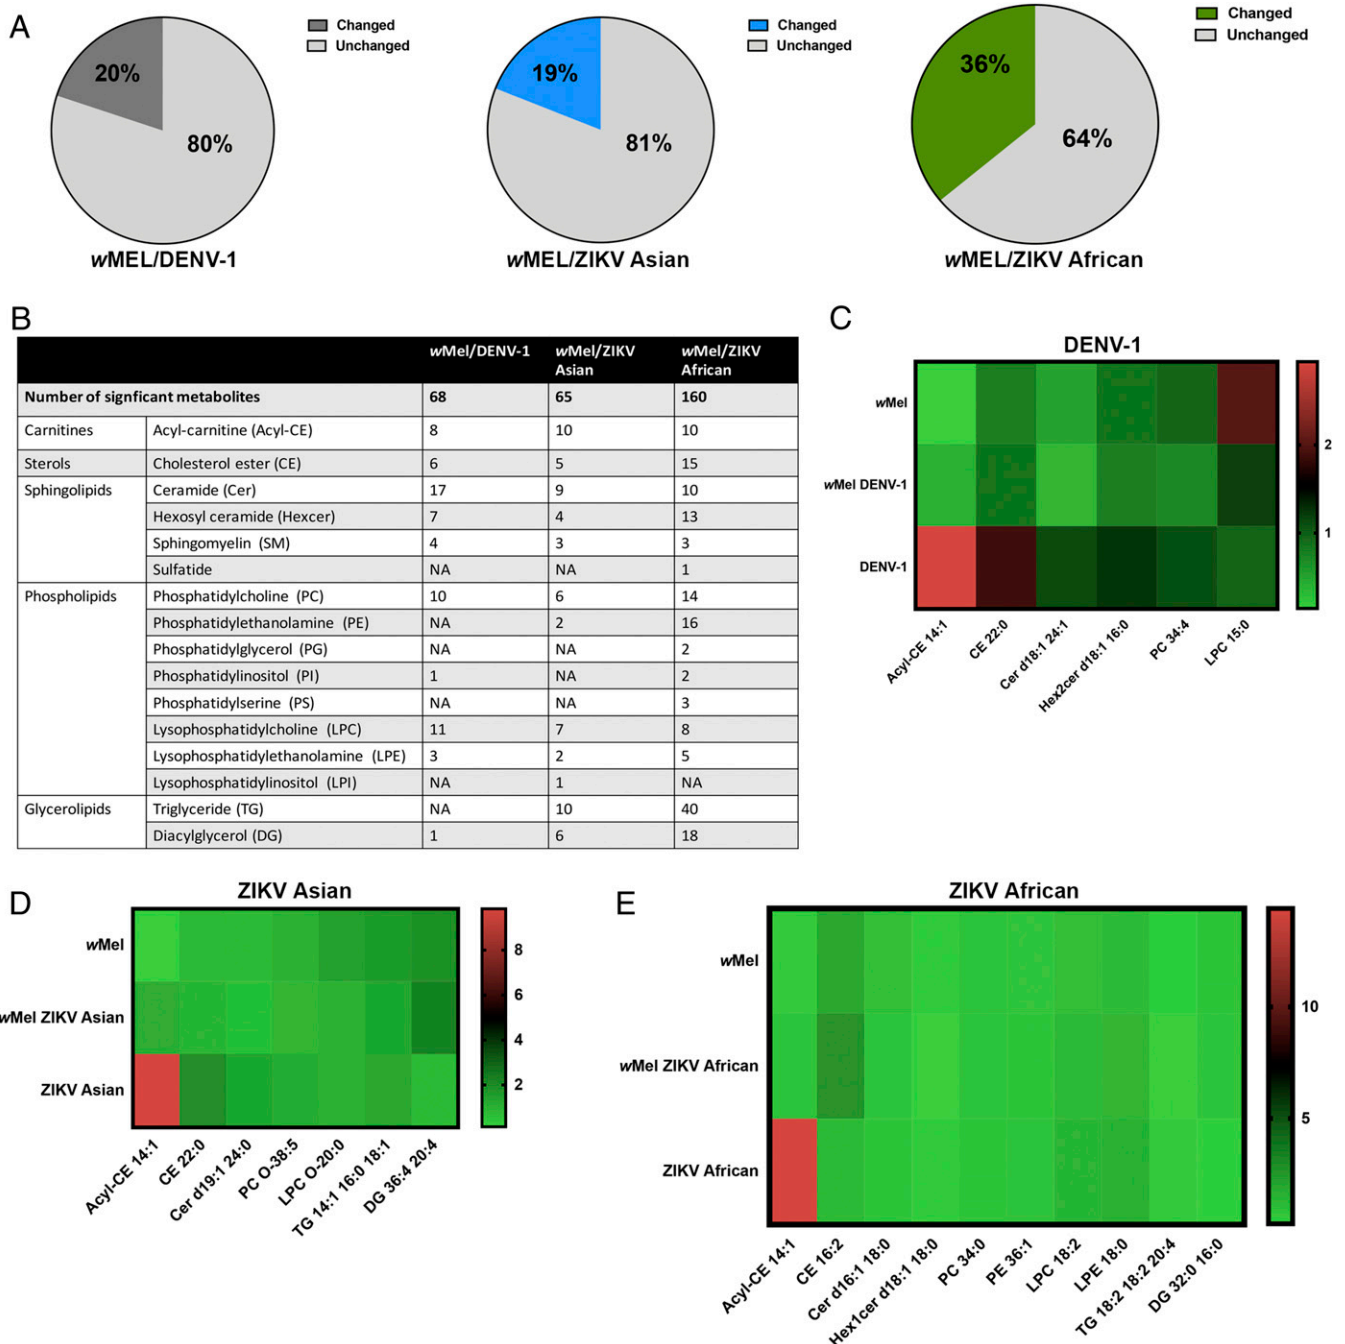 A
20%
80%
Changed
Unchanged
wMEL/DENV-1
19%
81%
Changed
Unchanged
wMEL/ZIKV Asian
36%
64%
Changed
Unchanged
wMEL/ZIKV African
B
wMel/DENV-1 wMel/ZIKV Asian wMel/ZIKV African
Number of signficant metabolites 68 65 160
Carnitines Acyl-carnitine (Acyl-CE) 8 10 10
Sterols Cholesterol ester (CE) 6 5 15
Sphingolipids Ceramide (Cer) 17 9 10
Hexosyl ceramide (Hexcer) 7 4 13
Sphingomyelin (SM) 4 3 3
Sulfatide NA NA 1
Phospholipids Phosphatidylcholine (PC) 10 6 14
Phosphatidylethanolamine (PE) NA 2 16
Phosphatidylglycerol (PG) NA NA 2
Phosphatidylinositol (PI) 1 NA 2
Phosphatidylserine (PS) NA NA 3
Lysophosphatidylcholine (LPC) 11 7 8
Lysophosphatidylethanolamine (LPE) 3 2 5
Lysophosphatidylinositol (LPI) NA 1 NA
Glycerolipids Triglyceride (TG) NA 10 40
Diacylglycerol (DG) 1 6 18
C
DENV-1
wMel
wMel DENV-1
DENV-1
2
1
Acyl-CE 14:1
CE 22:0
Cer d18:1 24:1
Hex2cer d18:1 16:0
PC 34:4
LPC 15:0
D
ZIKV Asian
wMel
wMel ZIKV Asian
ZIKV Asian
8
6
4
2
Acyl-CE 14:1
CE 22:0
Cer d19:1 24:0
PC O-38:5
LPC O-20:0
TG 14:1 16:0 18:1
DG 36:4 20:4
E
ZIKV African
wMel
wMel ZIKV African
ZIKV African
10
5
Acyl-CE 14:1
CE 16:2
Cer d16:1 18:0
Hex1cer d18:1 18:0
PC 34:0
PE 36:1
LPC 18:2
LPE 18:0
TG 18:2 18:2 20:4
DG 32:0 16:0